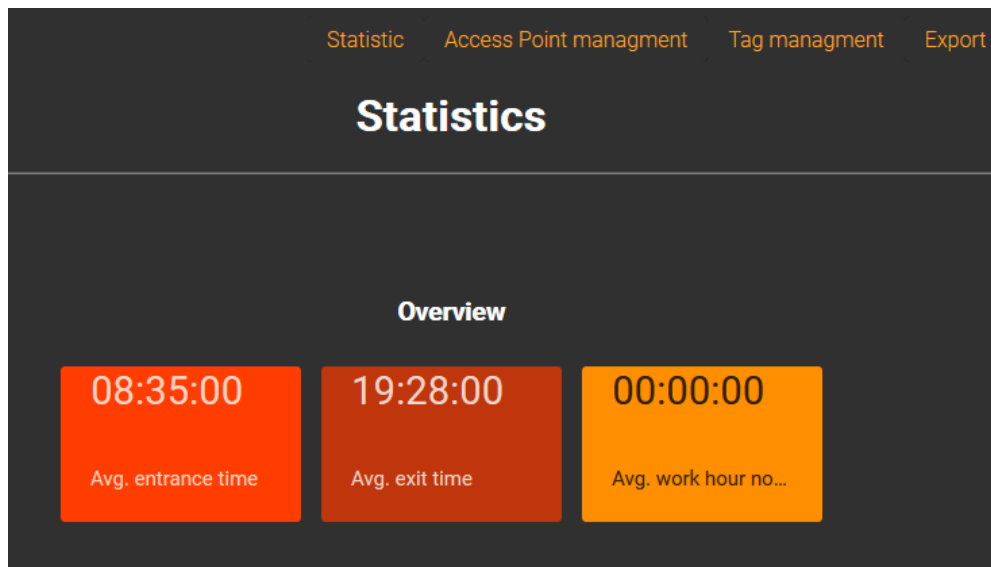 Statistic Access Point managment Tag managment Export
Statistics
Overview
08:35:00 19:28:00 00:00:00
Avg. entrance time Avg. exit time Avg. work hour no...